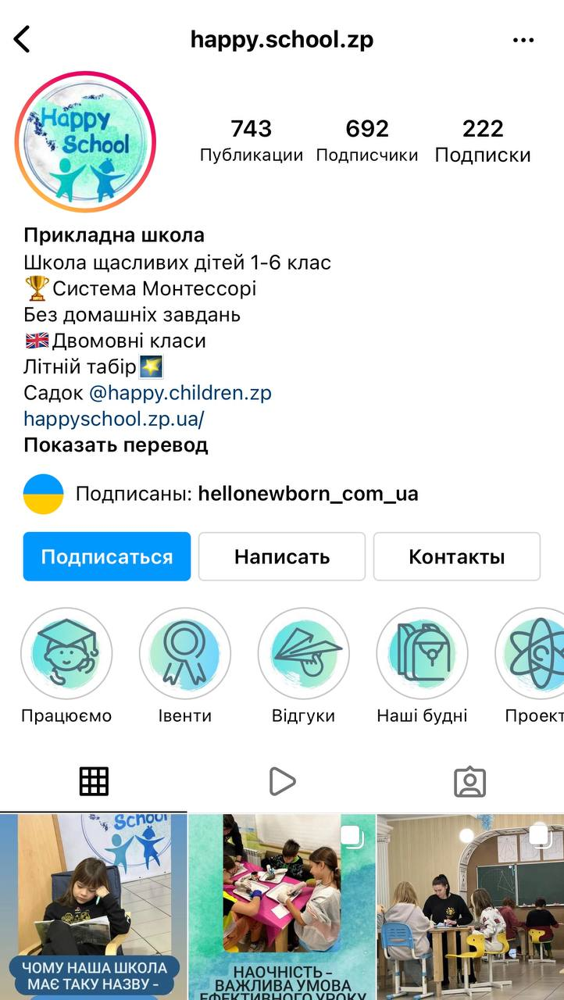 happy.school.zp
Happy
School
743
692
222
Публикации
Подписчики
Подписки
Прикладна школа
Школа щасливих дітей 1-6 клас
🏆Система Монтессорі
Без домашніх завдань
🇬🇧Двомовні класи
Літній табір🌠
Садок @happy.children.zp
happyschool.zp.ua/
Показать перевод
Подписаны: hellonewborn_com_ua
Подписаться
Написать
Контакты
Працюємо
Івенти
Відгуки
Наші будні
Проект
School
ЧОМУ НАША ШКОЛА
МАЄ ТАКУ НАЗВУ –
НАОЧНІСТЬ –
ВАЖЛИВА УМОВА
ЕФЕКТИВНОГО УРОКУ